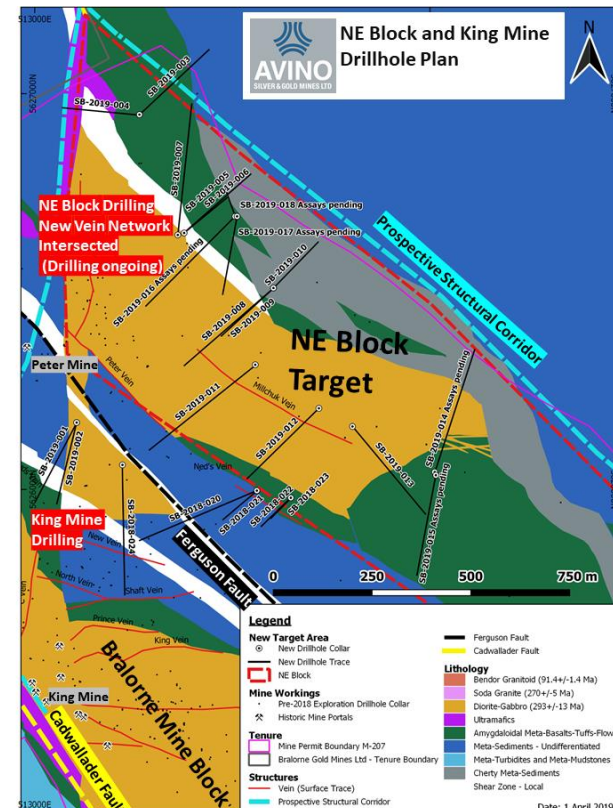 513000E
AVINO
SILVER & GOLD MINES LTD
NE Block and King Mine
Drillhole Plan
N
5627000N
SB-2019-003
SB-2019-004
SB-2019-007
SB-2019-005
SB-2019-006
NE Block Drilling
New Vein Network
Intersected
(Drilling ongoing)
SB-2019-018 Assays pending
SB-2019-017 Assays pending
SB-2019-010
SB-2019-016 Assays pending
SB-2019-008
SB-2019-009
Prospective Structural Corridor
NE Block
Target
Peter Mine
Peter Vein
SB-2019-011
Millchuk Vein
SB-2019-014 Assays pending
SB-2019-001
SB-2019-002
SB-2019-012
SB-2019-013
Ned's Vein
SB-2018-020
SB-2018-022
SB-2018-023
SB-2018-024
SB-2019-015 Assays pending
King Mine
Drilling
New Vein
North Vein
Shaft Vein
Ferguson Fault
0 250 500 750 m
Prince Vein
King Vein
Bralorne Mine Block
King Mine
Cadwallader Fault
513000E
Legend
New Target Area
New Drillhole Collar
New Drillhole Trace
NE Block
Mine Workings
Pre-2018 Exploration Drillhole Collar
Historic Mine Portals
Tenure
Mine Permit Boundary M-207
Bralorne Gold Mines Ltd - Tenure Boundary
Structures
Vein (Surface Trace)
Prospective Structural Corridor
Ferguson Fault
Cadwallader Fault
Lithology
Bendor Granitoid (91.4+/-1.4 Ma)
Soda Granite (270+/-5 Ma)
Diorite-Gabbro (293+/-13 Ma)
Ultramafics
Amygdaloidal Meta-Basalts-Tuffs-Flow
Meta-Sediments - Undifferentiated
Meta-Turbidites and Meta-Mudstones
Cherty Meta-Sediments
Shear Zone - Local
Date: 1 April 2019